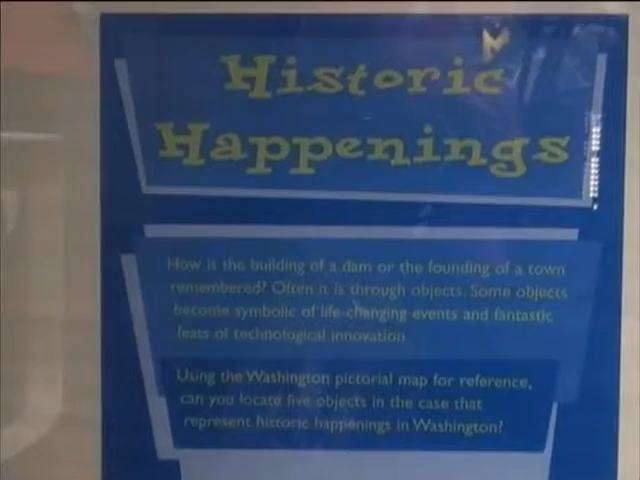 Historic
Happenings
How is the building of a dam or the founding of a town
remembered? Often it is through objects. Some objects
become symbolic of life-changing events and fantastic
feats of technological innovation.
Using the Washington pictorial map for reference,
can you locate five objects in the case that
represent historic happenings in Washington?